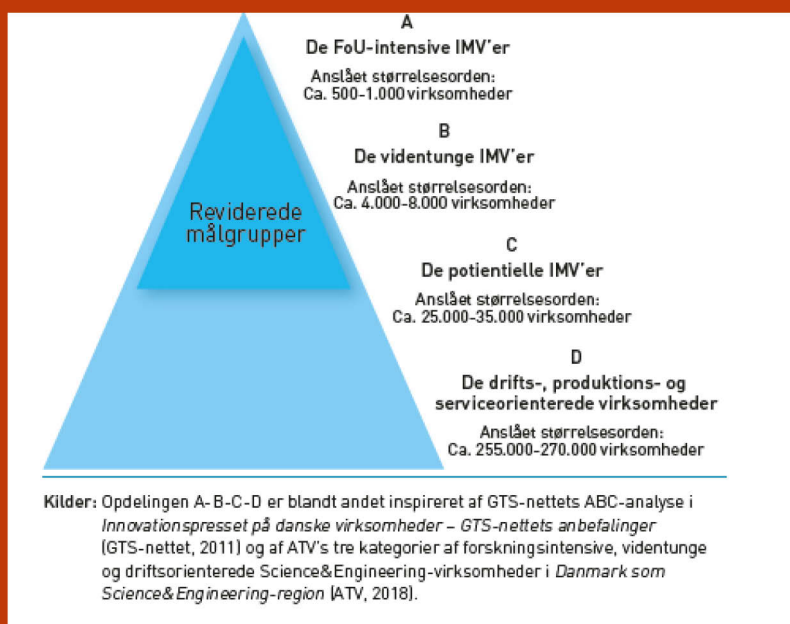 A
De FoU-intensive IMV'er
Anslået størrelsesorden:
Ca. 500-1.000 virksomheder
B
De videntunge IMV'er
Anslået størrelsesorden:
Ca. 4.000-8.000 virksomheder
Reviderede
målgrupper
C
De potientielle IMV'er
Anslået størrelsesorden:
Ca. 25.000-35.000 virksomheder
D
De drifts-, produktions- og
serviceorienterede virksomheder
Anslået størrelsesorden:
Ca. 255.000-270.000 virksomheder
Kilder: Opdelingen A-B-C-D er blandt andet inspireret af GTS-nettets ABC-analyse i
Innovationspresset på danske virksomheder – GTS-nettets anbefalinger
(GTS-nettet, 2011) og af ATV's tre kategorier af forskningsintensive, videntunge
og driftsorienterede Science&Engineering-virksomheder i Danmark som
Science&Engineering-region (ATV, 2018).